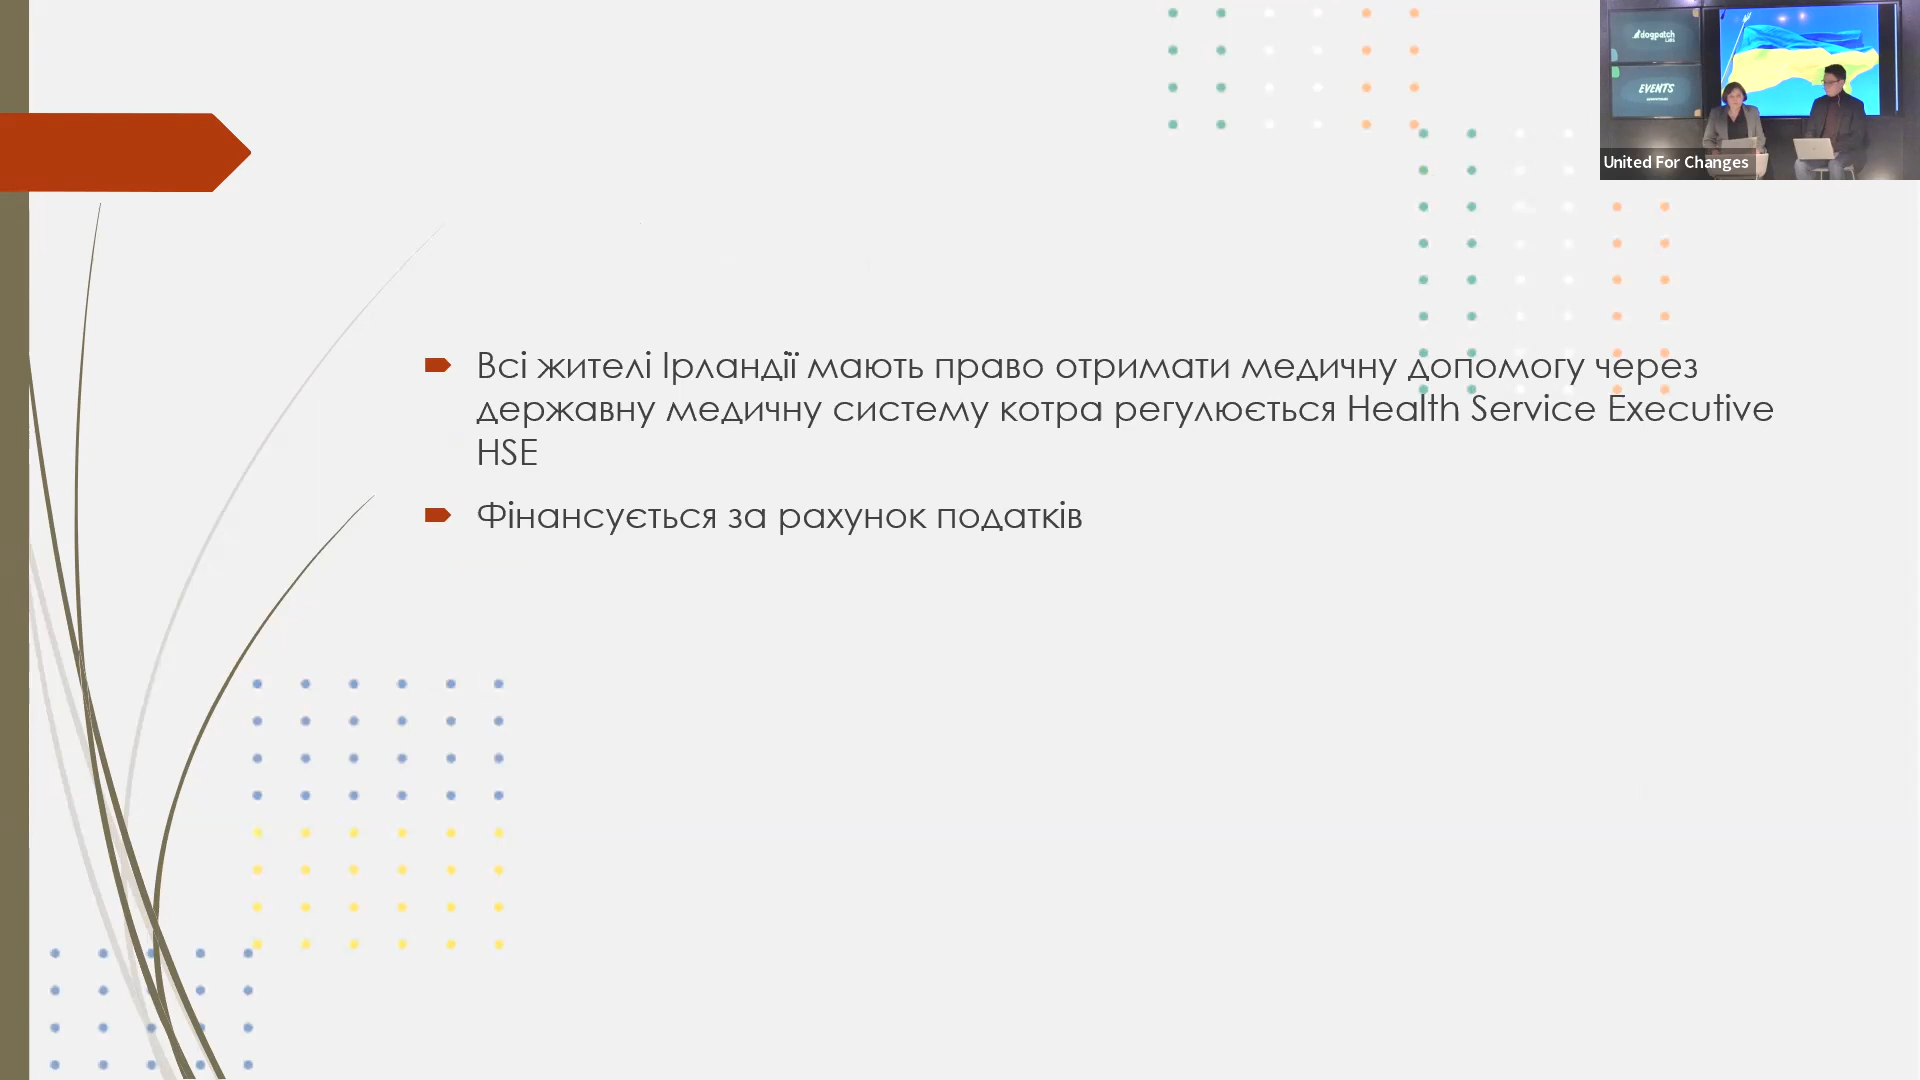 dogpatch
LABS
EVENTS
United For Changes
Всі жителі Ірландії мають право отримати медичну допомогу через
державну медичну систему котра регулюється Health Service Executive
HSE
Фінансується за рахунок податків